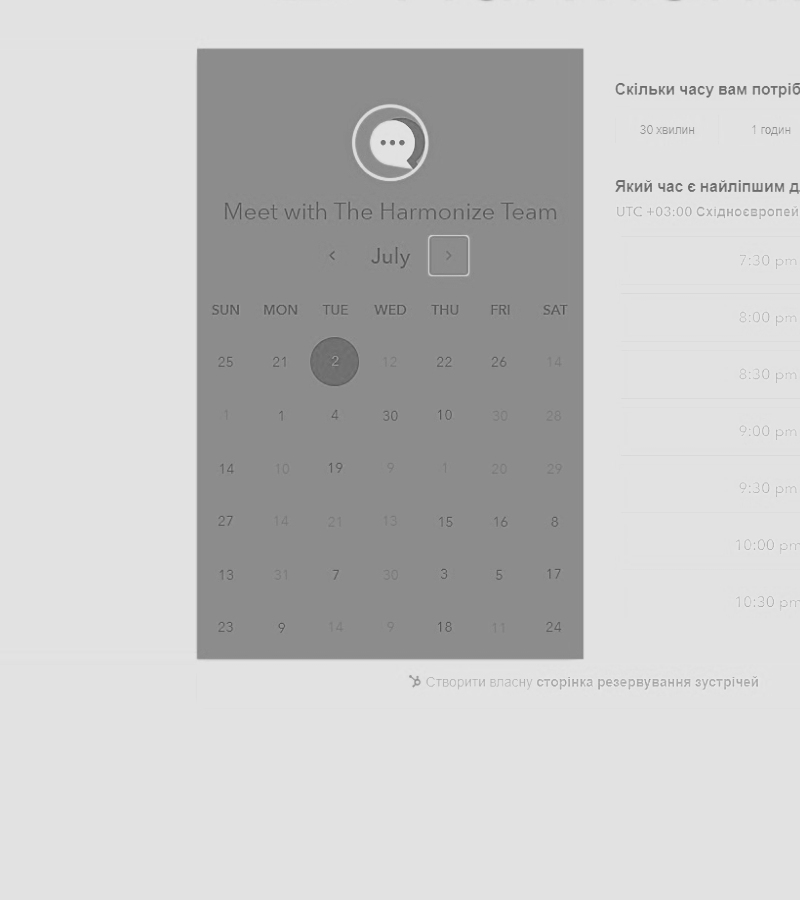 Meet with The Harmonize Team
July
SUN MON TUE WED THU FRI SAT
25 21 2 12 22 26 14
1 1 4 30 10 30 28
14 10 19 9 1 20 29
27 14 21 13 15 16 8
13 31 7 30 3 5 17
23 9 14 9 18 11 24
Скільки часу вам потріб
30 хвилин 1 годин
Який час є найліпшим д
UTC +03:00 Східноєвропей
7:30 pm
8:00 pm
8:30 pm
9:00 pm
9:30 pm
10:00 pm
10:30 pm
Створити власну сторінка резервування зустрічей